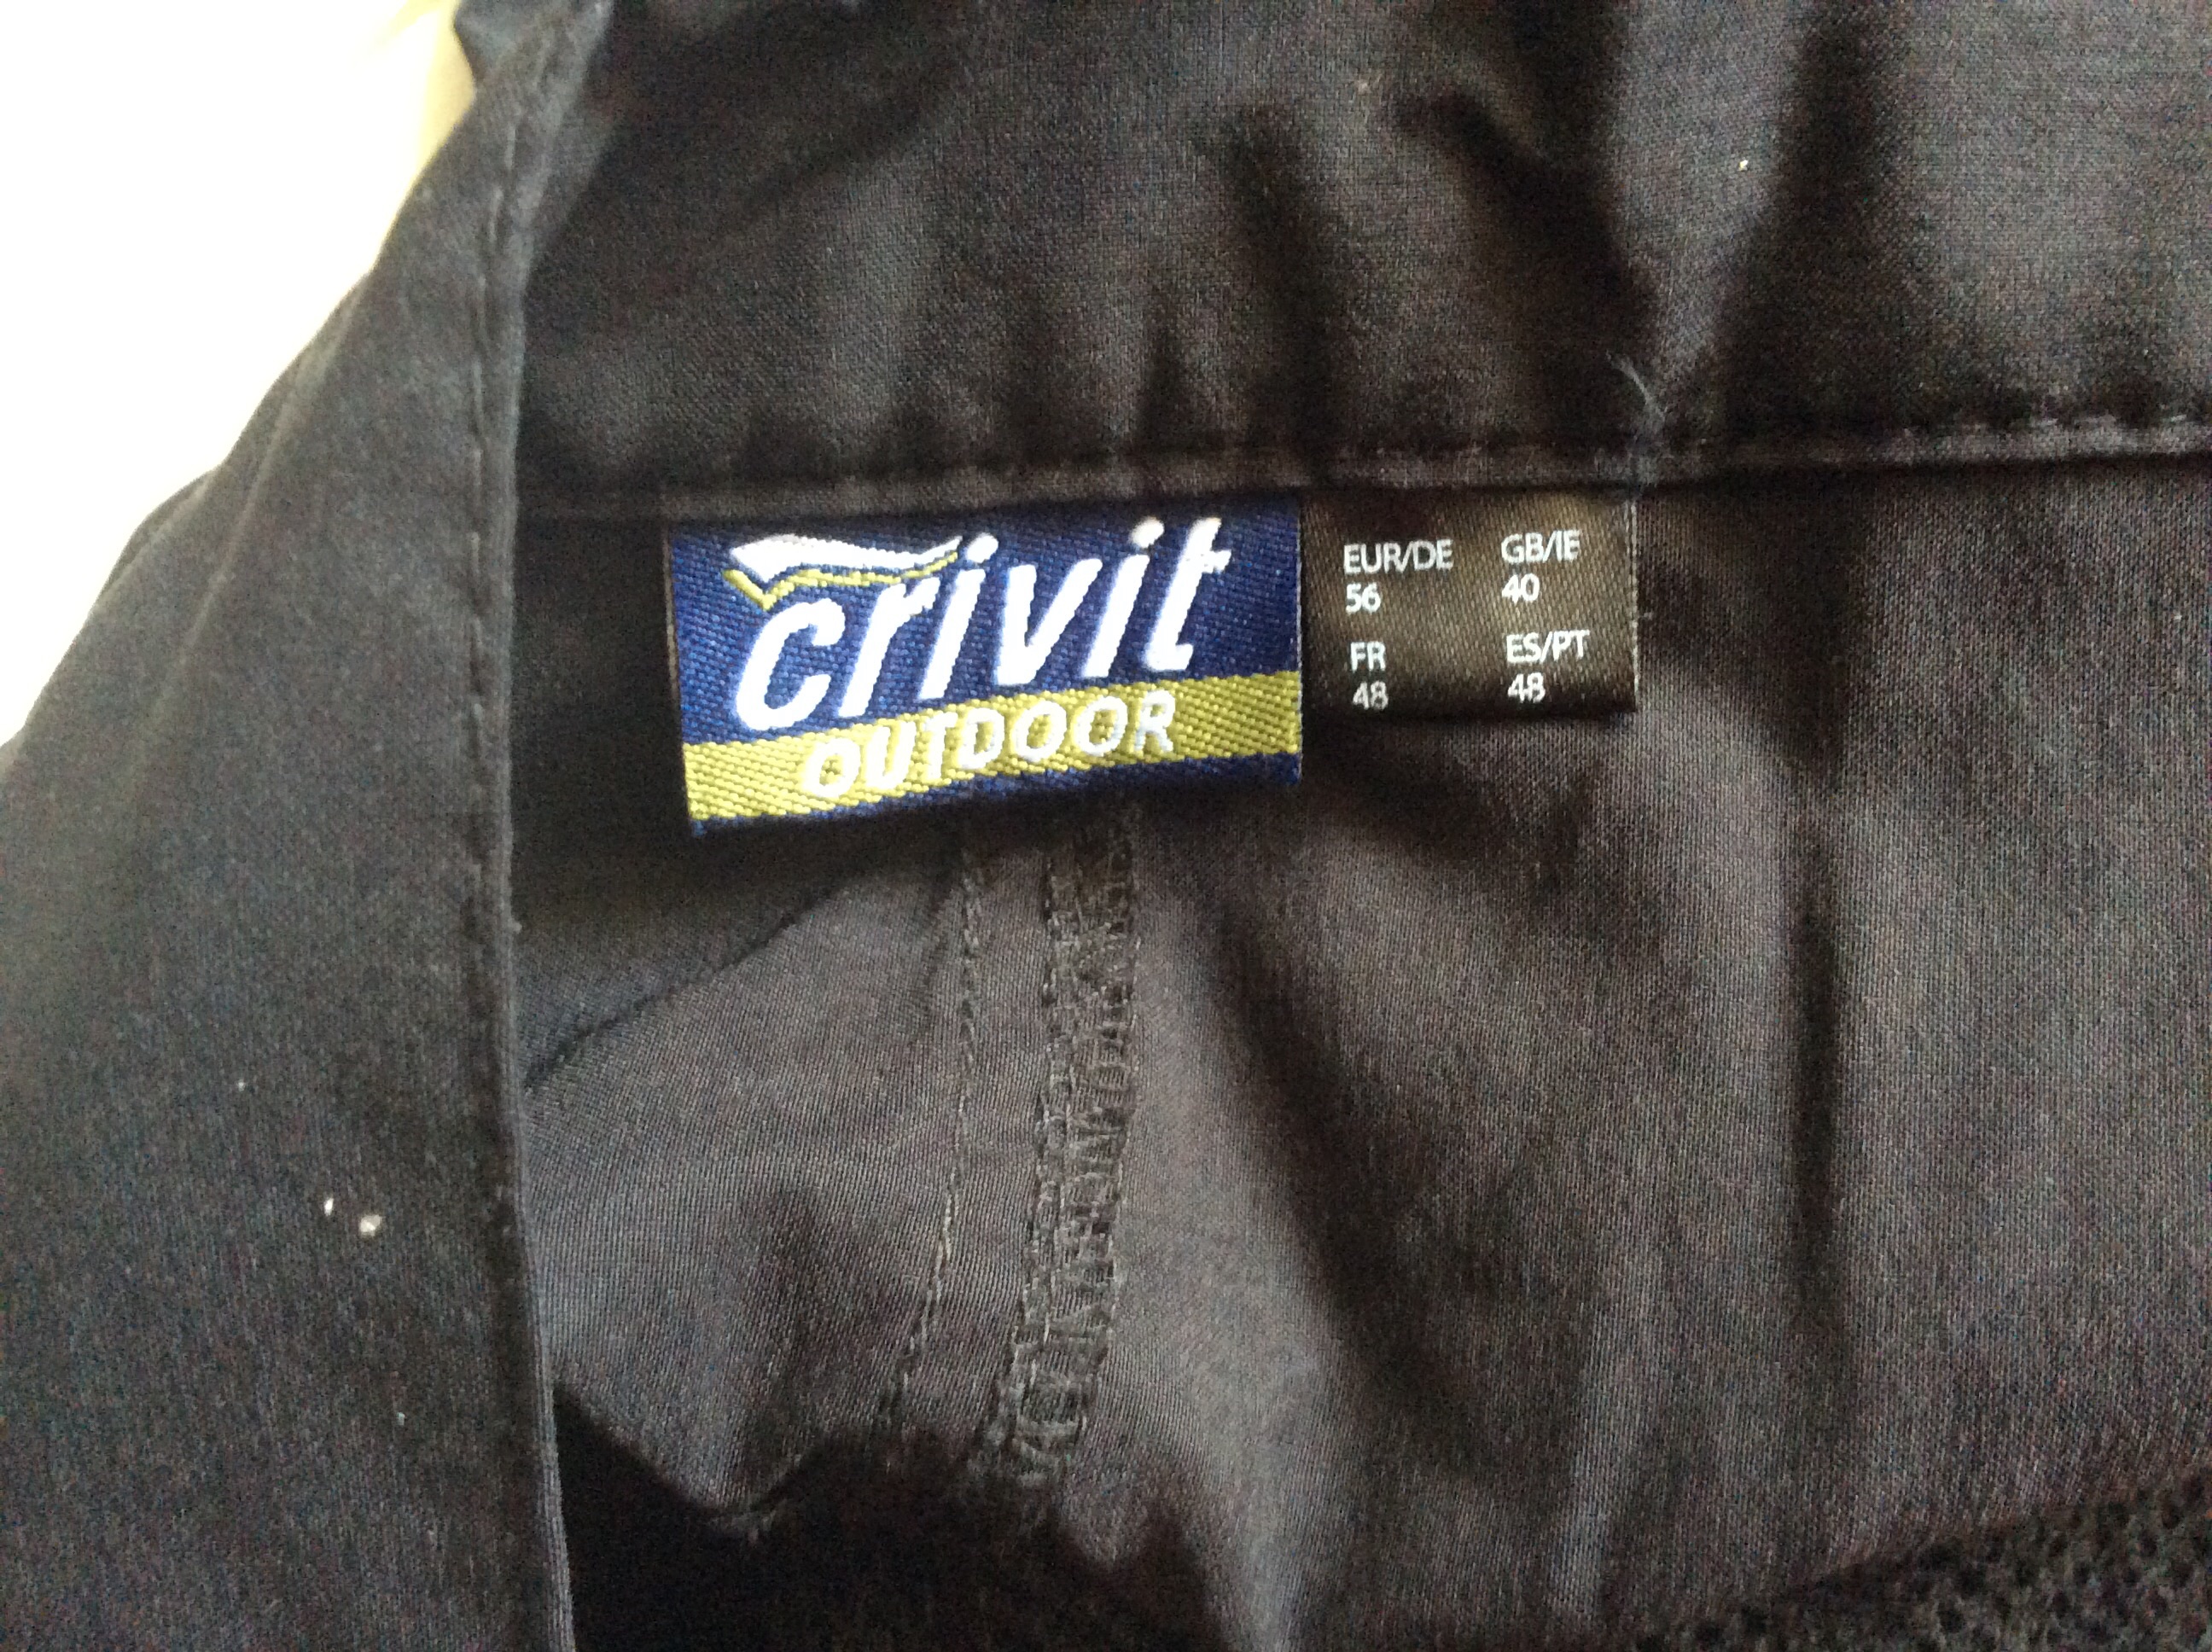 crivit
OUTDOOR
EUR/DE GB/IE
56 40
FR ES/PT
48 48